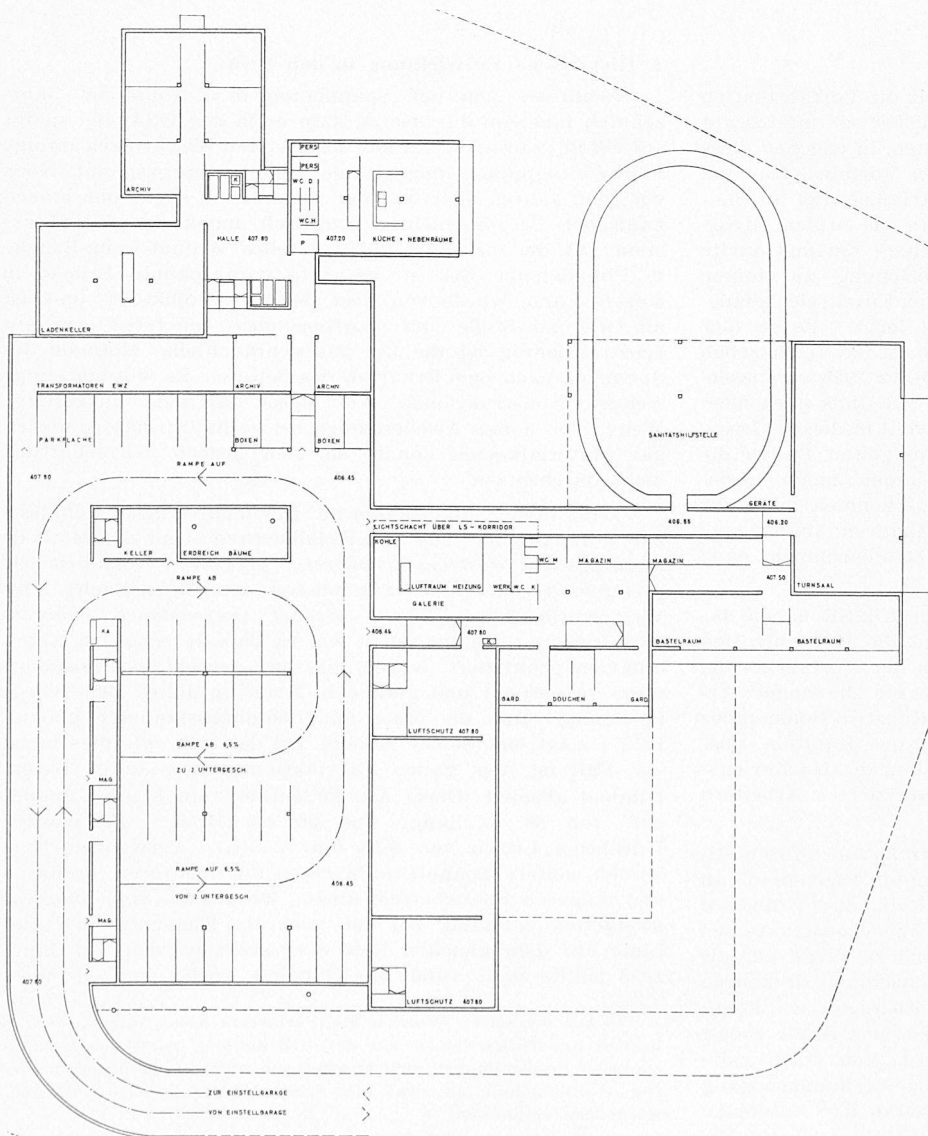 PERS
PERS
K
WC D
ARCHIV
WC H
HALLE 407.80
407.20
KÜCHE + NEBENRÄUME
P
LADENKELLER
TRANSFORMATOREN EWZ
ARCHIV
ARCHIV
PARKFLÄCHE
BOXEN
BOXEN
SANITÄTSHILFSTELLE
RAMPE AUF
407.80
406.45
GERÄTE
406.85
406.20
LICHTSCHACHT ÜBER LS-KORRIDOR
KOHLE
KELLER
ERDREICH BÄUME
WC M
MAGAZIN
MAGAZIN
407.50
RAMPE AB
LUFTRAUM HEIZUNG
WERK
WC K
TURNSAAL
GALERIE
KA
406.45
407.80
K
BASTELRAUM
BASTELRAUM
GARD
DOUCHEN
GARD
RAMPE AB 6,5%
LUFTSCHUTZ 407.80
ZU 2 UNTERGESCH.
MAG
RAMPE AUF 6,5%
406.45
VON 2 UNTERGESCH.
MAG
407.80
LUFTSCHUTZ 407.80
ZUR EINSTELLGARAGE
VON EINSTELLGARAGE